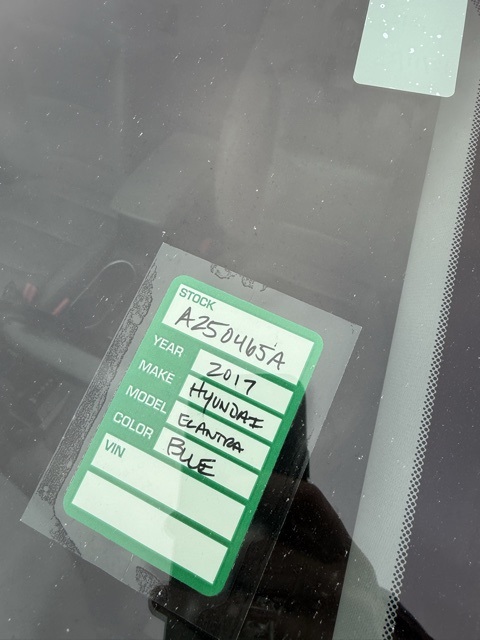 STOCK
A250465A
YEAR 2017
MAKE HYUNDAI
MODEL ELANTRA
COLOR BLUE
VIN